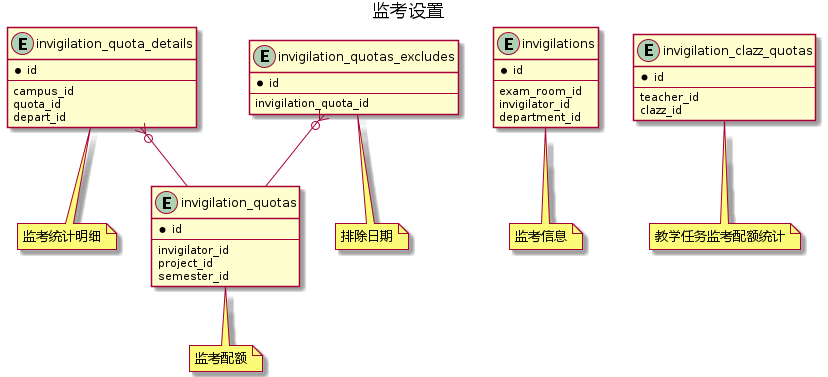 监考设置
E invigilation_quota_details
id
campus_id
quota_id
depart_id
E invigilation_quotas_excludes
id
invigilation_quota_id
E invigilations
id
exam_room_id
invigilator_id
department_id
E invigilation_clazz_quotas
id
teacher_id
clazz_id
监考统计明细
E invigilation_quotas
id
invigilator_id
project_id
semester_id
排除日期
监考信息
教学任务监考配额统计
监考配额